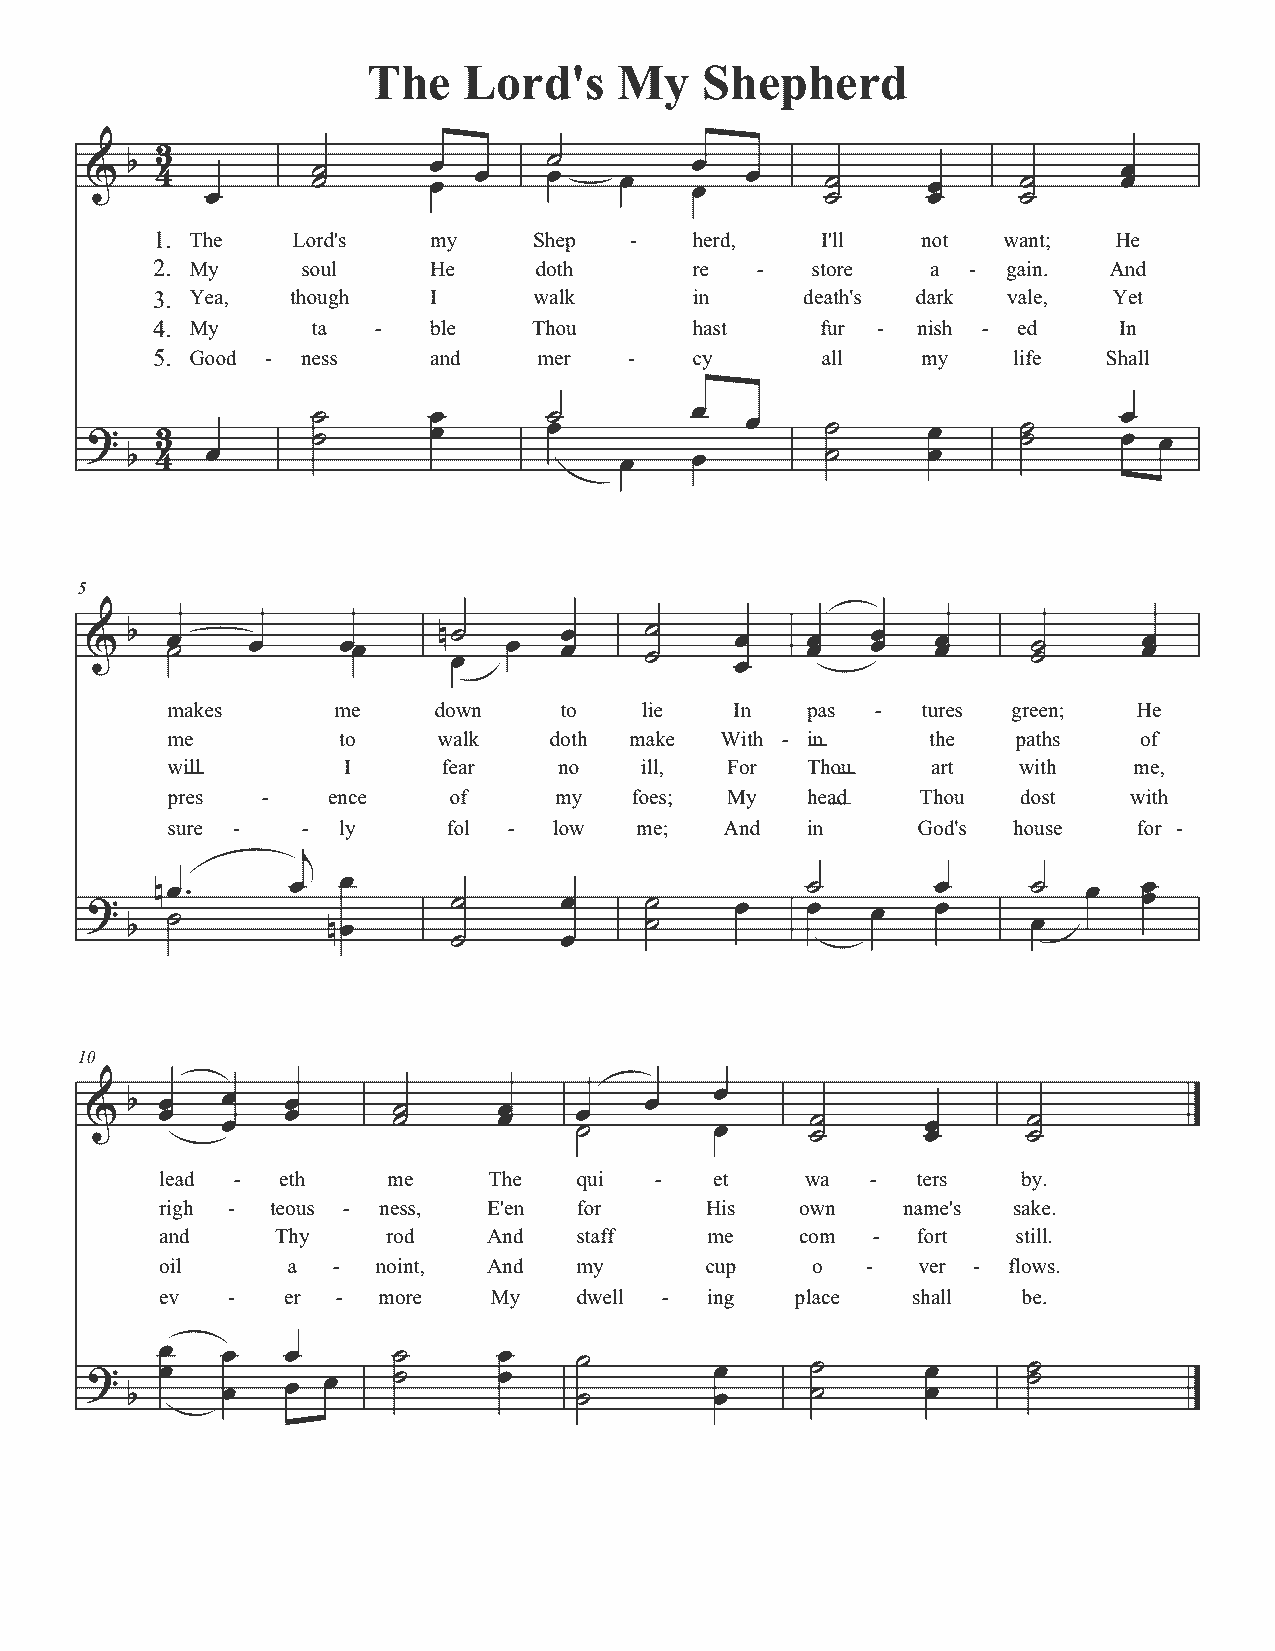 The Lord's My Shepherd
3
4
1. The Lord's my Shep - herd, I'll not want; He
2. My soul He doth re - store a - gain. And
3. Yea, though I walk in death's dark vale, Yet
4. My ta - ble Thou hast fur - nish - ed In
5. Good - ness and mer - cy all my life Shall
3
4
5
makes me down to lie In pas - tures green; He
me to walk doth make With - in the paths of
will I fear no ill, For Thou art with me,
pres - ence of my foes; My head Thou dost with
sure - - ly fol - low me; And in God's house for -
10
lead - eth me The qui - et wa - ters by.
righ - teous - ness, E'en for His own name's sake.
and Thy rod And staff me com - fort still.
oil a - noint, And my cup o - ver - flows.
ev - er - more My dwell - ing place shall be.